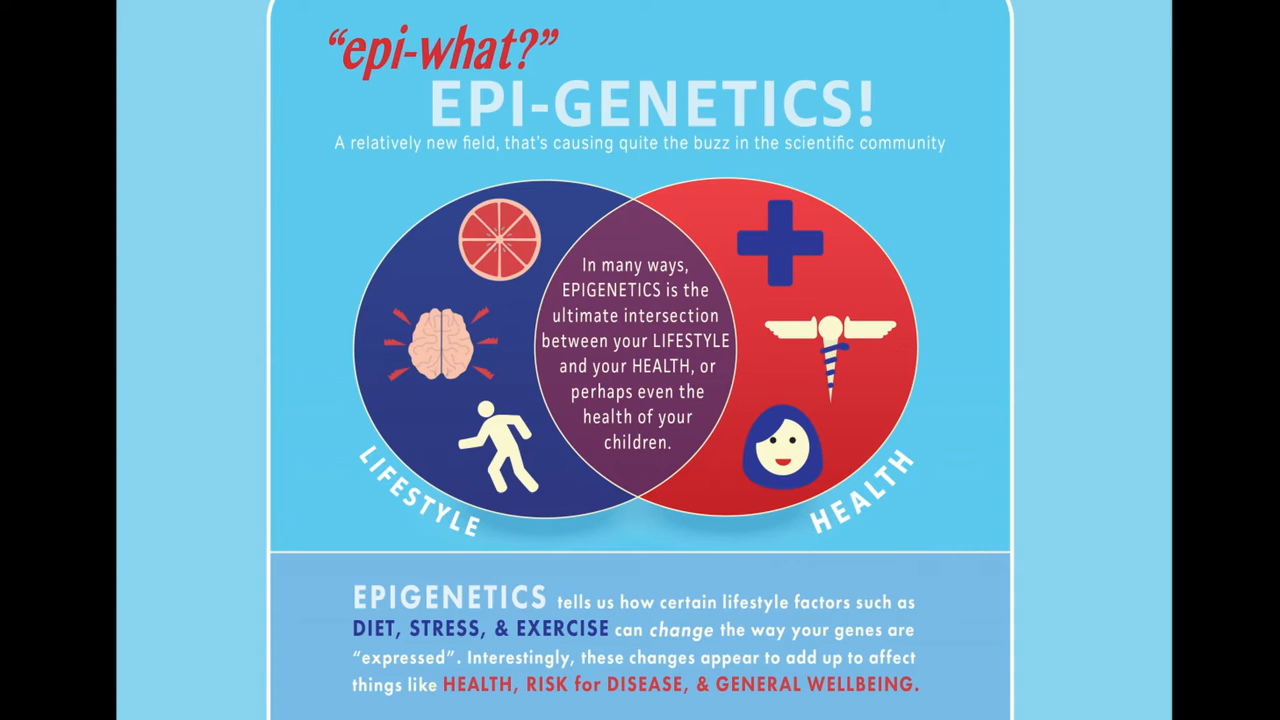 “epi-what?”
EPI-GENETICS!
A relatively new field, that's causing quite the buzz in the scientific community
In many ways,
EPIGENETICS is the
ultimate intersection
between your LIFESTYLE
and your HEALTH, or
perhaps even the
health of your
children.
LIFESTYLE
HEALTH
EPIGENETICS tells us how certain lifestyle factors such as
DIET, STRESS, & EXERCISE can change the way your genes are
“expressed”. Interestingly, these changes appear to add up to affect
things like HEALTH, RISK for DISEASE, & GENERAL WELLBEING.